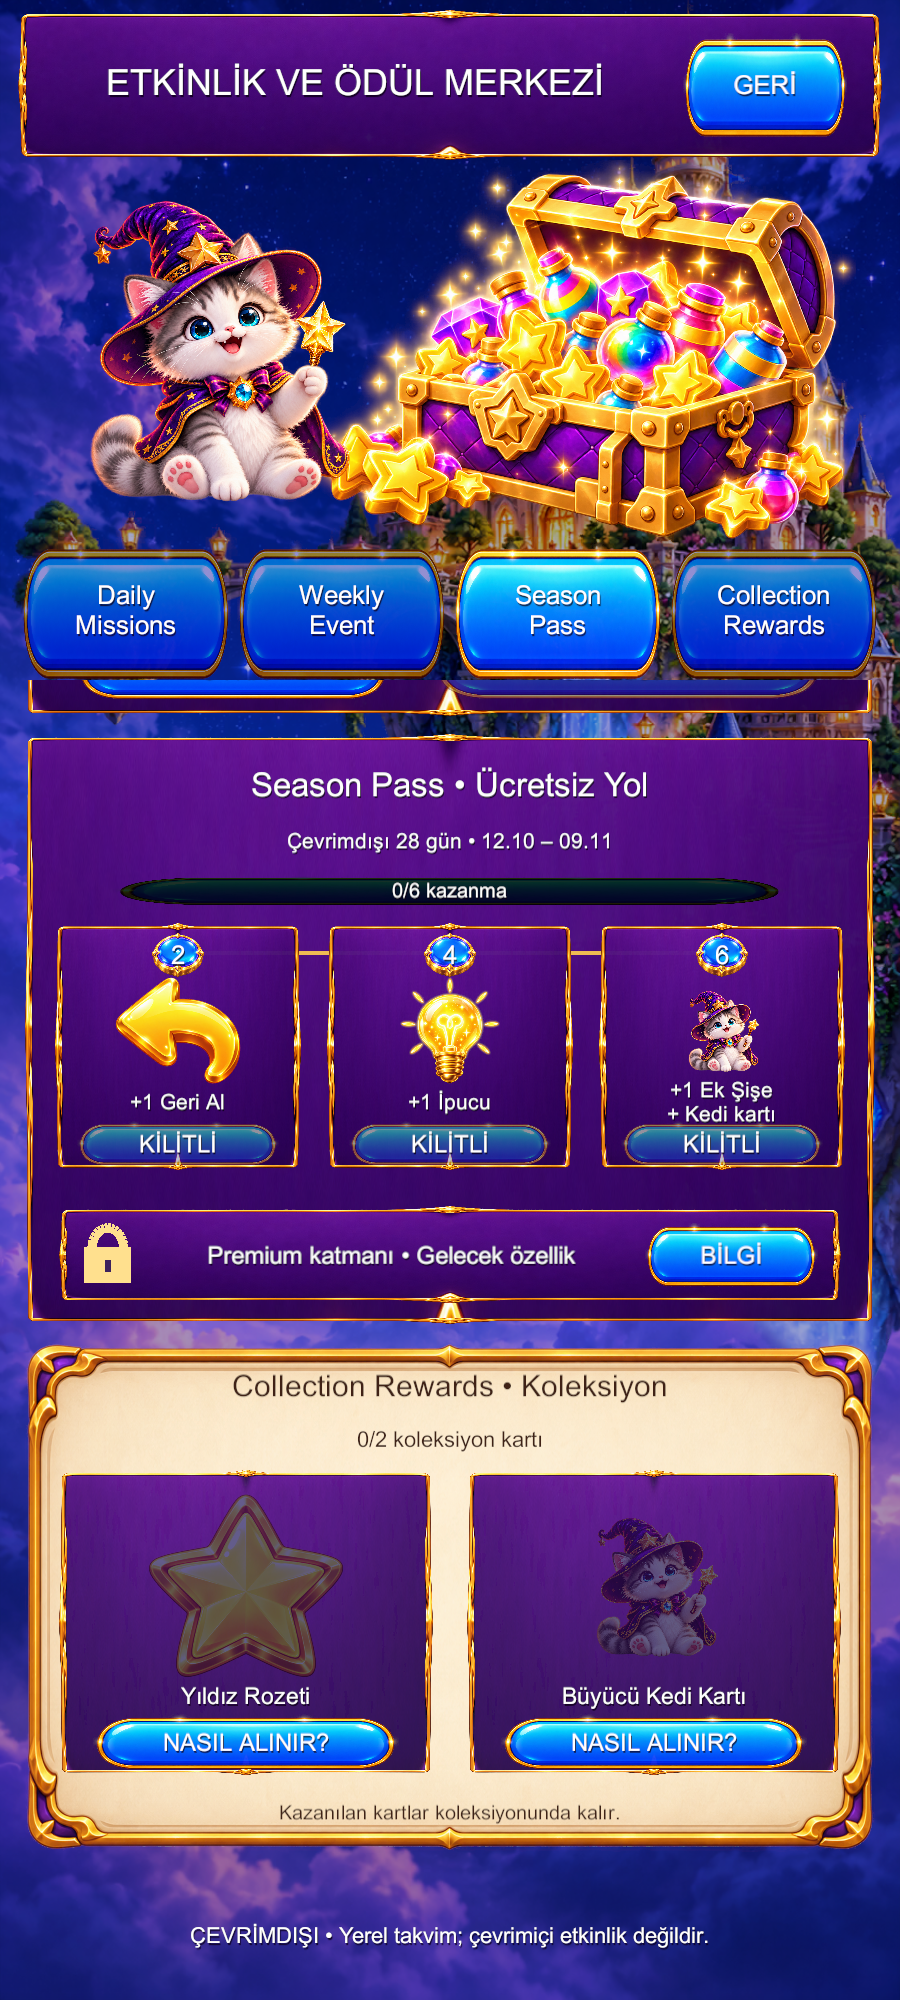 ETKİNLİK VE ÖDÜL MERKEZİ
GERİ
Daily
Missions
Weekly
Event
Season
Pass
Collection
Rewards
Season Pass • Ücretsiz Yol
Çevrimdışı 28 gün • 12.10 – 09.11
0/6 kazanma
2
4
6
+1 Geri Al
+1 İpucu
+1 Ek Şişe
+ Kedi kartı
KİLİTLİ
KİLİTLİ
KİLİTLİ
Premium katmanı • Gelecek özellik
BİLGİ
Collection Rewards • Koleksiyon
0/2 koleksiyon kartı
Yıldız Rozeti
Büyücü Kedi Kartı
NASIL ALINIR?
NASIL ALINIR?
Kazanılan kartlar koleksiyonunda kalır.
ÇEVRİMDIŞI • Yerel takvim; çevrimiçi etkinlik değildir.